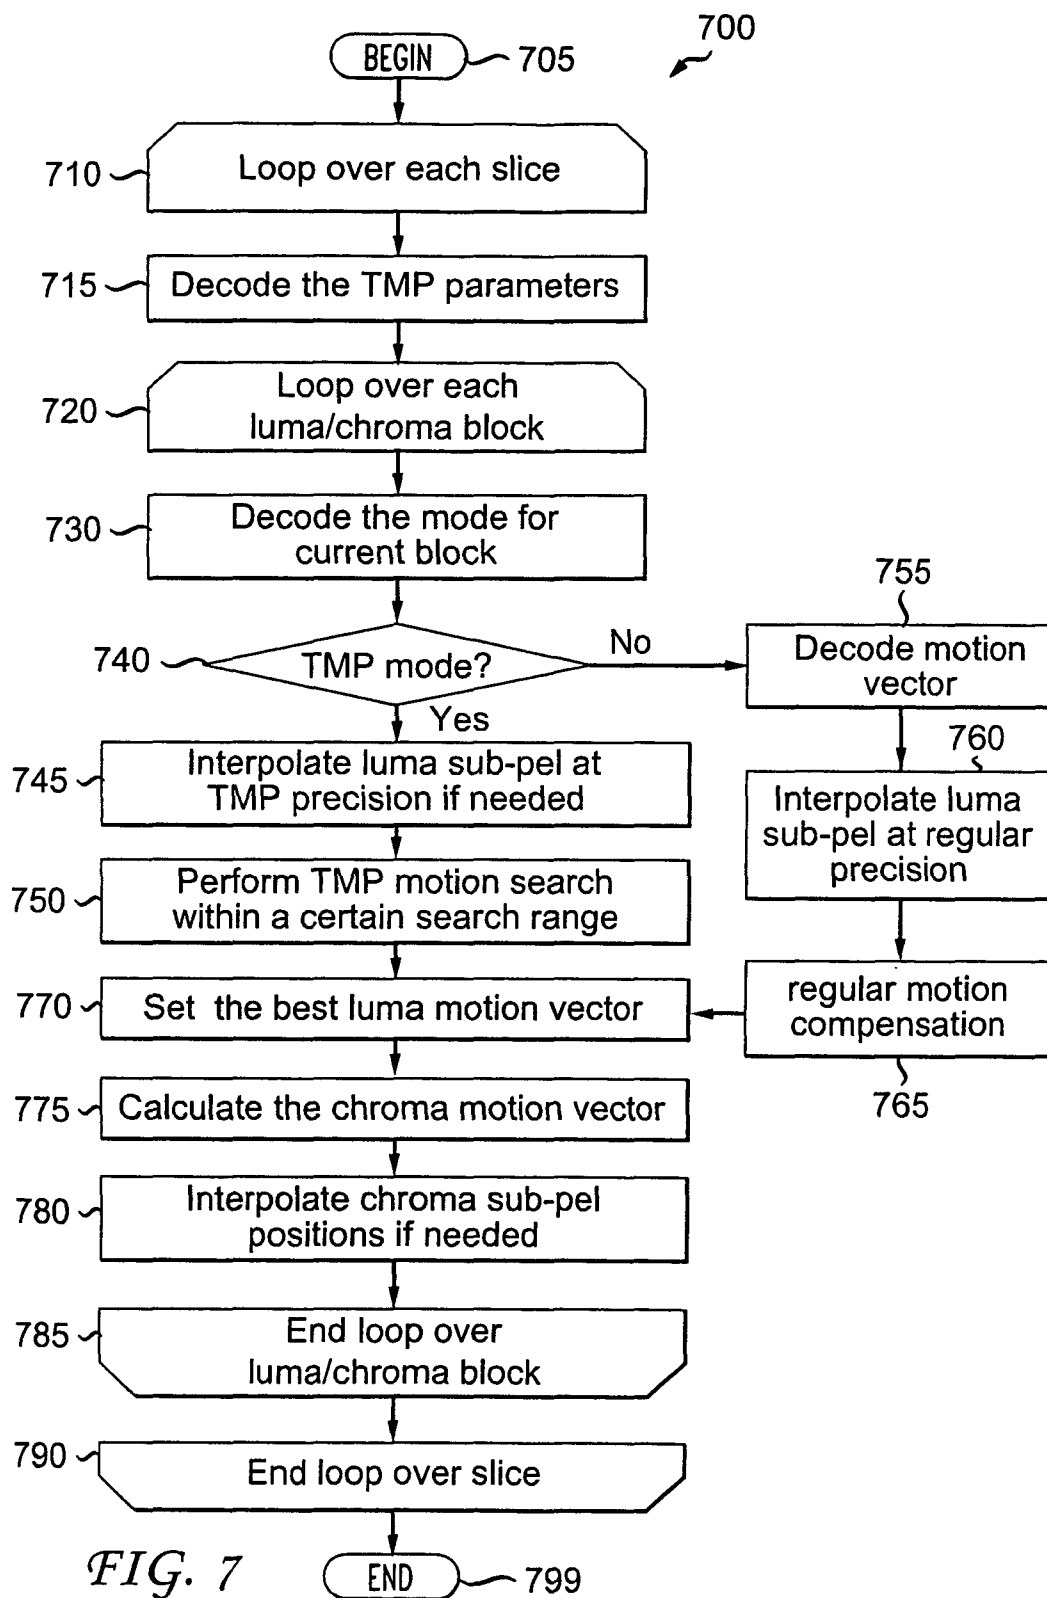 700
BEGIN
705
Loop over each slice
710
715
Decode the TMP parameters
Loop over each
luma/chroma block
720
730
Decode the mode for
current block
740
TMP mode?
No
Yes
755
Decode motion
vector
745
Interpolate luma sub-pel at
TMP precision if needed
760
Interpolate luma
sub-pel at regular
precision
750
Perform TMP motion search
within a certain search range
770
Set the best luma motion vector
regular motion
compensation
765
775
Calculate the chroma motion vector
780
Interpolate chroma sub-pel
positions if needed
785
End loop over
luma/chroma block
790
End loop over slice
FIG. 7
END
799